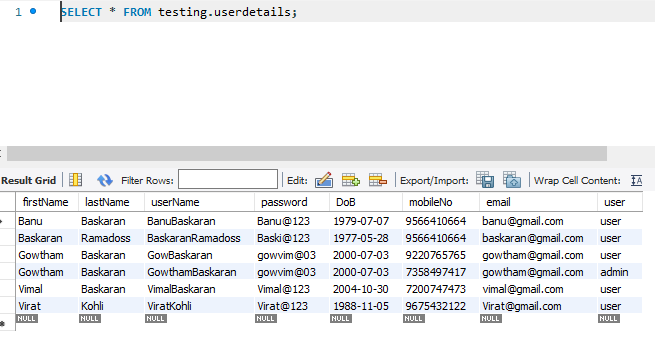 1 SELECT * FROM testing.userdetails;
Result Grid Filter Rows: Edit: Export/Import: Wrap Cell Content:
firstName lastName userName password DoB mobileNo email user
Banu Baskaran BanuBaskaran Banu@123 1979-07-07 9566410664 banu@gmail.com user
Baskaran Ramadoss BaskaranRamadoss Baski@123 1977-05-28 9566410664 baskaran@gmail.com user
Gowtham Baskaran GowBaskaran gowvim@03 2000-07-03 9220765765 gowtham@gmail.com user
Gowtham Baskaran GowthamBaskaran gowvim@03 2000-07-03 7358497417 gowtham@gmail.com admin
Vimal Baskaran VimalBaskaran Vimal@123 2004-10-30 7200747473 vimal@gmail.com user
Virat Kohli ViratKohli Virat@123 1988-11-05 9675432122 Virat@gmail.com user
NULL NULL NULL NULL NULL NULL NULL NULL